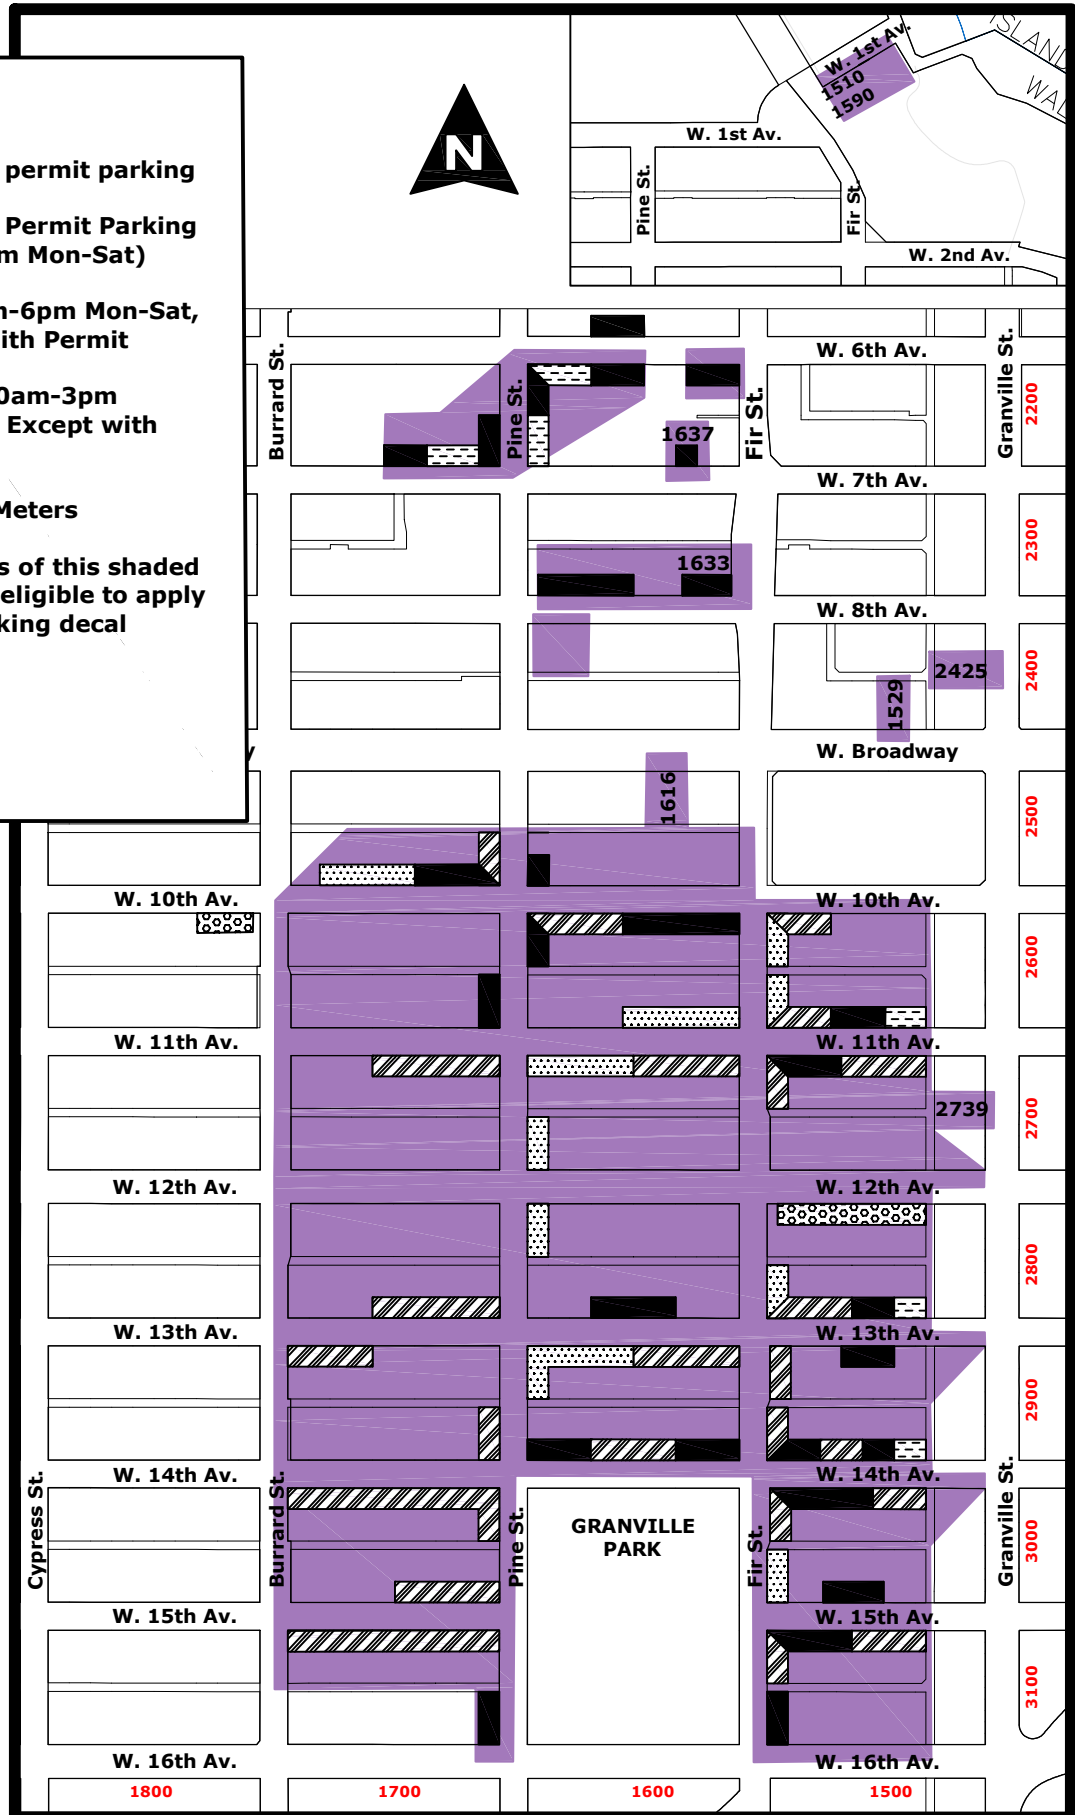 ISLAND
WAL
W. 1st Av.
1510
1590
N
W. 1st Av.
Pine St.
Fir St.
W. 2nd Av.
permit parking
Permit Parking
m Mon-Sat)
m-6pm Mon-Sat,
ith Permit
0am-3pm
Except with
Meters
s of this shaded
eligible to apply
king decal
Burrard St.
Pine St.
Fir St.
Granville St.
W. 6th Av.
2200
1637
W. 7th Av.
2300
1633
W. 8th Av.
2400
2425
1529
y
W. Broadway
1616
2500
W. 10th Av.
W. 10th Av.
2600
W. 11th Av.
W. 11th Av.
2700
2739
W. 12th Av.
W. 12th Av.
2800
W. 13th Av.
W. 13th Av.
2900
W. 14th Av.
W. 14th Av.
Cypress St.
Burrard St.
Pine St.
GRANVILLE
PARK
Fir St.
Granville St.
3000
W. 15th Av.
W. 15th Av.
3100
W. 16th Av.
W. 16th Av.
1800
1700
1600
1500